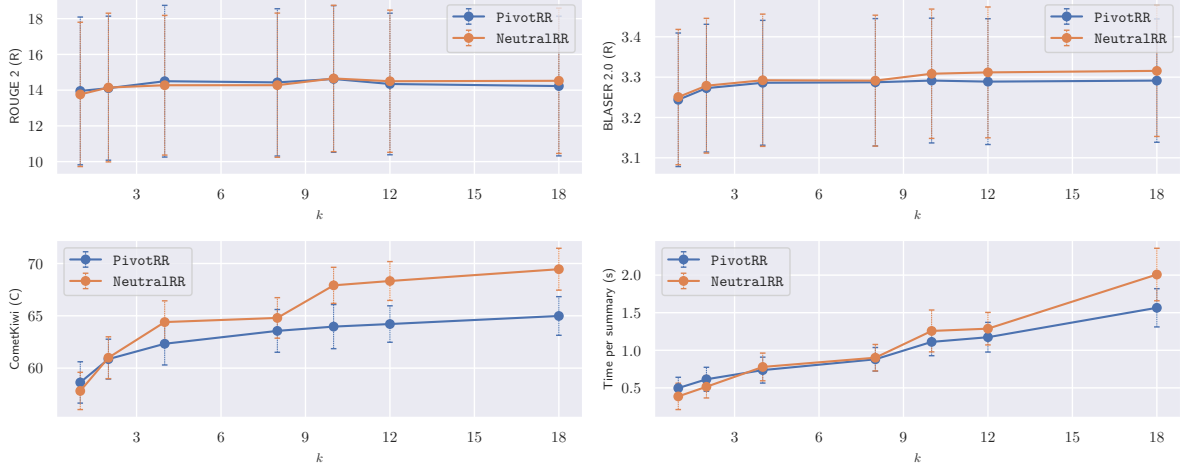 ROUGE 2 (R)
18
16
14
12
10
PivotRR
NeutralRR
3
6
9
12
15
18
k
BLASER 2.0 (R)
3.4
3.3
3.2
3.1
PivotRR
NeutralRR
3
6
9
12
15
18
k
CometKiwi (C)
70
65
60
PivotRR
NeutralRR
3
6
9
12
15
18
k
Time per summary (s)
2.0
1.5
1.0
0.5
PivotRR
NeutralRR
3
6
9
12
15
18
k